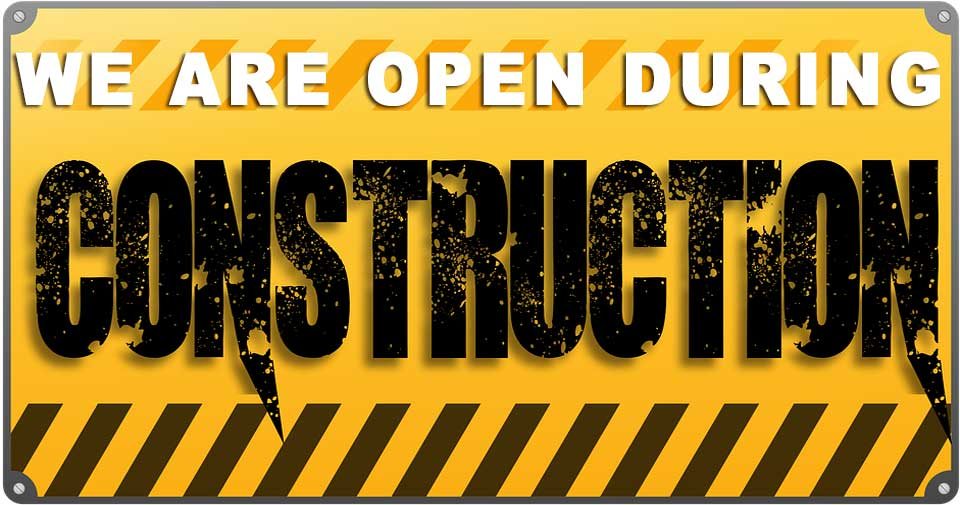 WE ARE OPEN DURING
CONSTRUCTION